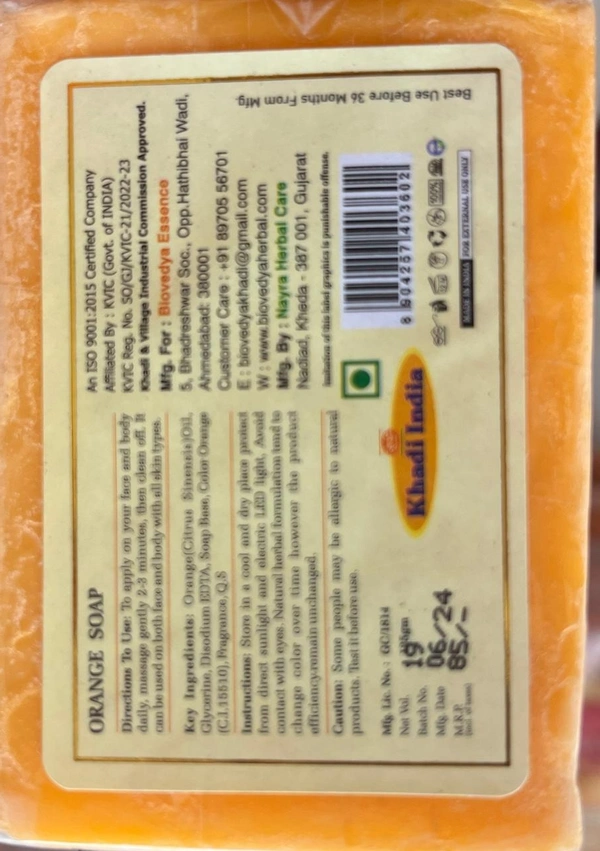 ORANGE SOAP
Directions To Use: To apply on your face and body
daily, massage gently 2-3 minutes, then clean off. It
can be used on both face and body with all skin types.
Key Ingredients: Orange(Citrus Sinensis)Oil,
Glycerine, Disodium EDTA, Soap Base, Color Orange
(C.I.15510), Fragrance, Q.S
Instructions: Store in a cool and dry place protect
from direct sunlight and electric LED light. Avoid
contact with eyes. Natural herbal formulation tend to
change color over time however the product
efficiency remain unchanged.
Caution: Some people may be allergic to natural
products. Test it before use.
Mfg. Lic. No. : GC/1814
Net Vol.
Batch No. 19
Mfg. Date 06/24
M.R.P. 85/-
Khadi India
An ISO 9001:2015 Certified Company
Affiliated By : KVIC (Govt. of INDIA)
KVIC Reg. No. SO/GJ/KVIC-21/2022-23
Khadi & Village Industrial Commission Approved.
Mfg. For : Biovedya Essence
5, Bhadreshwar Soc., Opp.Hathibhai Wadi,
Ahmedabad: 380001
Customer Care : +91 89705 56701
E : biovedyakhadi@gmail.com
W : www.biovedyaherbal.com
Mfg. By : Nayra Herbal Care
Nadiad, Kheda - 387 001, Gujarat
Imitation of this label graphics is punishable offense.
8 904257 403602
MADE IN INDIA FOR EXTERNAL USE ONLY
Best Use Before 36 Months From Mfg.